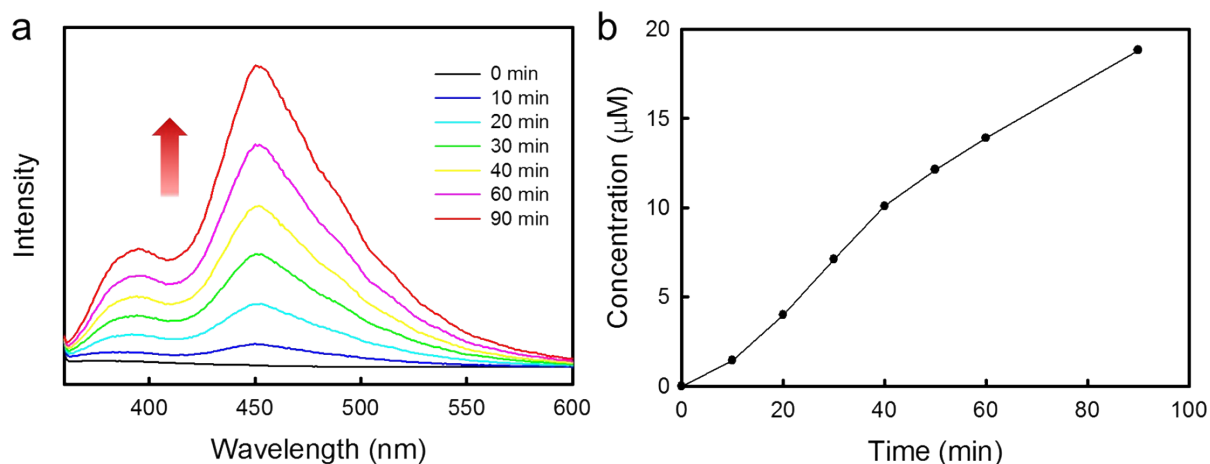 a
Intensity
0 min
10 min
20 min
30 min
40 min
60 min
90 min
400 450 500 550 600
Wavelength (nm)
b
Concentration (μM)
20
15
10
5
0
0 20 40 60 80 100
Time (min)